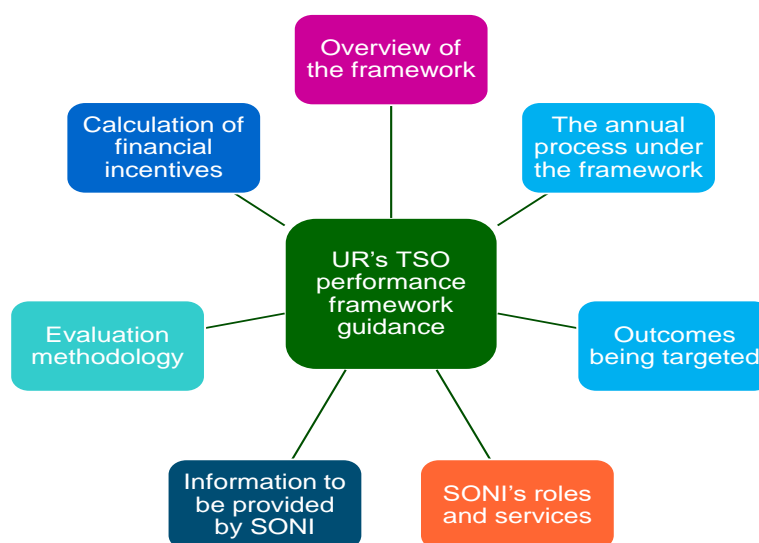 Overview of
the framework
Calculation of
financial
incentives
The annual
process under
the framework
UR's TSO
performance
framework
guidance
Evaluation
methodology
Outcomes
being targeted
Information to
be provided
by SONI
SONI's roles
and services